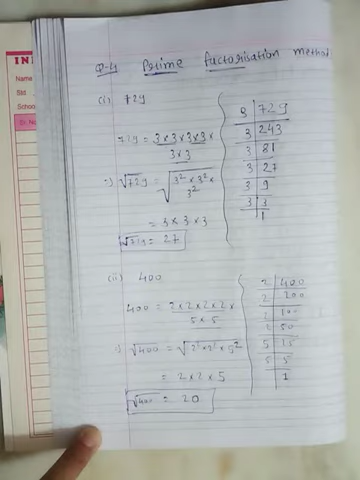 Q-4 Prime factorisation method
(i) 729
729 = 3×3×3×3×
3×3
=) √729 = √3² × 3² ×
3²
= 3 × 3 × 3
√729 = 27
3 | 729
3 | 243
3 | 81
3 | 27
3 | 9
3 | 3
1
(ii) 400
400 = 2×2×2×2×
5×5
=) √400 = √2²×2²×5²
= 2×2×5
√400 = 20
2 | 400
2 | 200
2 | 100
2 | 50
5 | 25
5 | 5
1
Name
Std
School